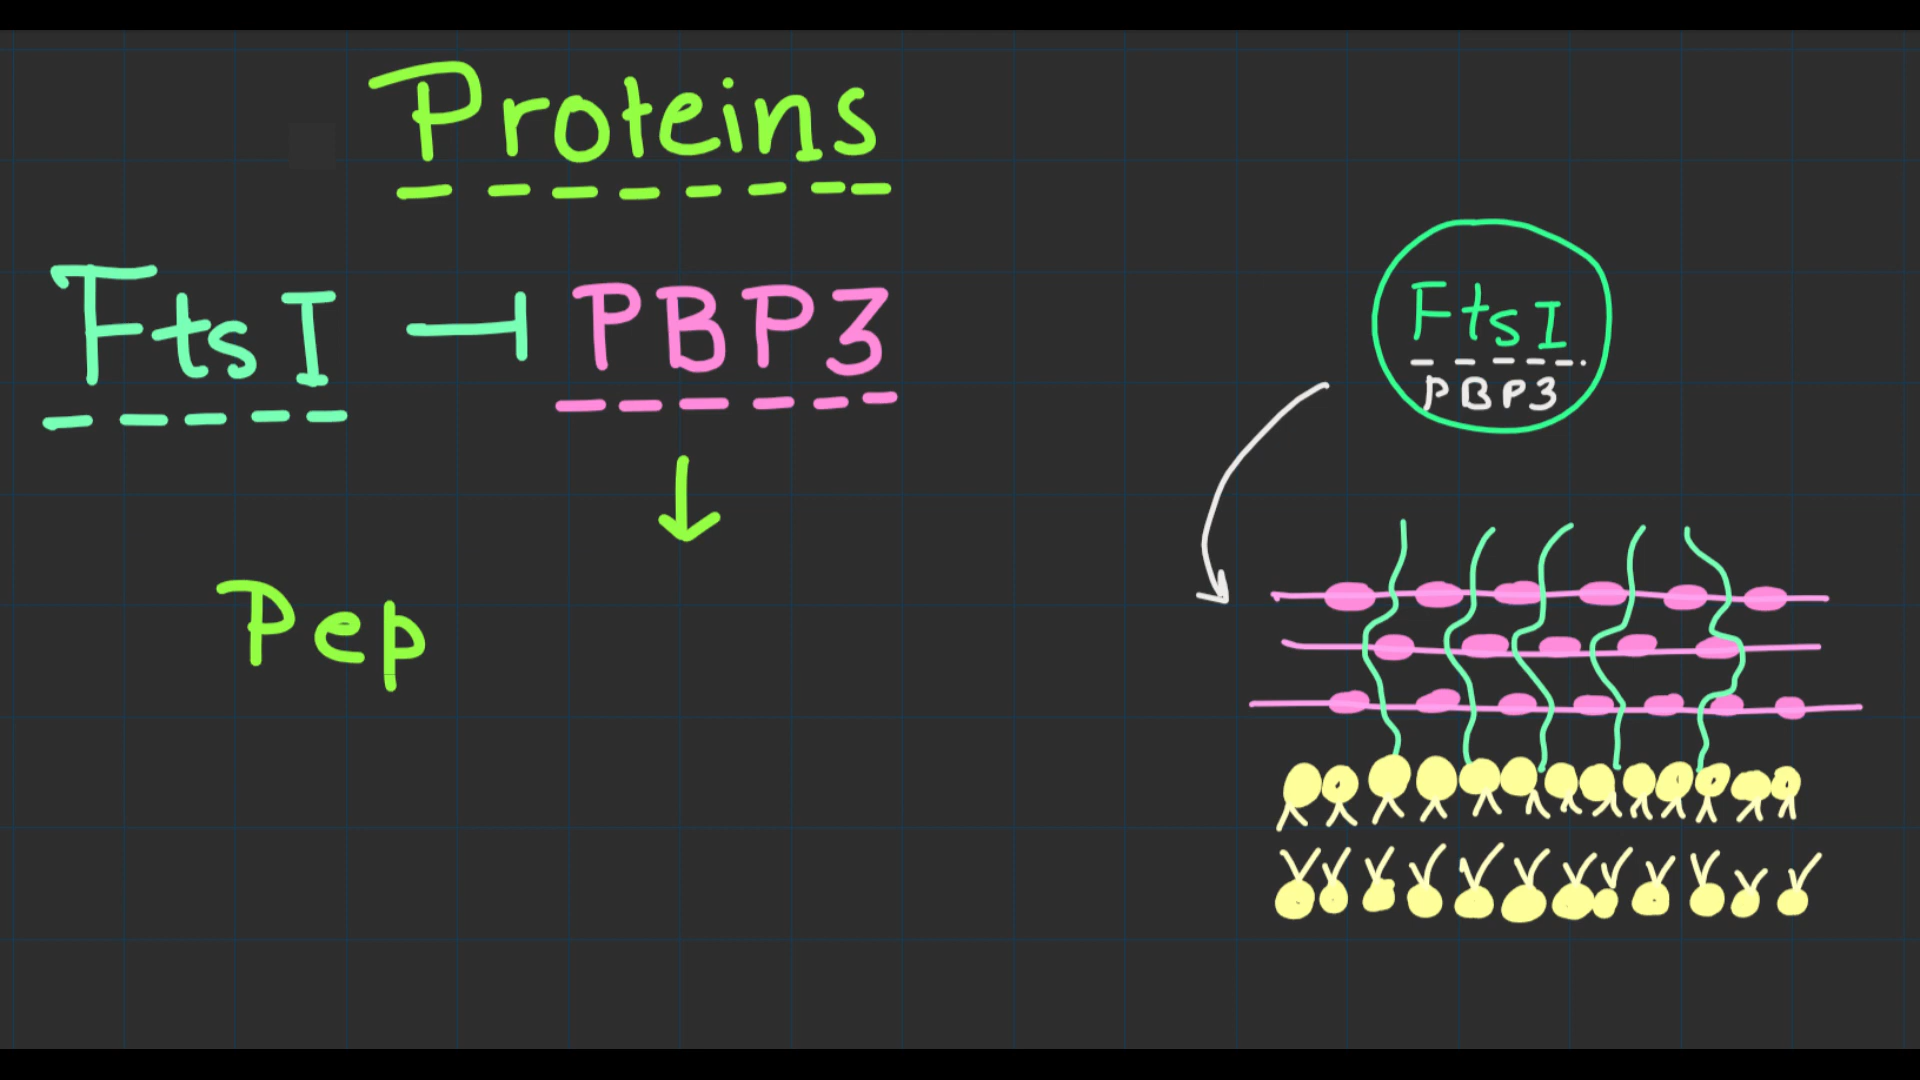 Proteins
FtsI ⊣ PBP3
↓
Pep
FtsI
PBP3